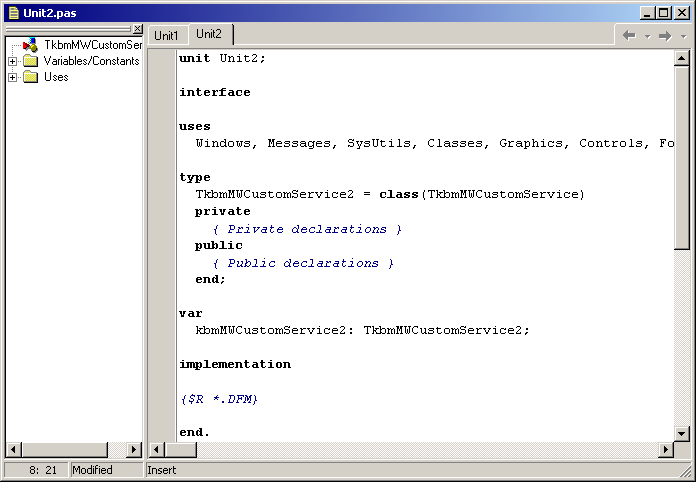 Unit2.pas
TkbmMWCustomSer
Variables/Constants
Uses
Unit1 Unit2
unit Unit2;
interface
uses
Windows, Messages, SysUtils, Classes, Graphics, Controls, Fo
type
TkbmMWCustomService2 = class(TkbmMWCustomService)
private
{ Private declarations }
public
{ Public declarations }
end;
var
kbmMWCustomService2: TkbmMWCustomService2;
implementation
{$R *.DFM}
end.
8: 21 Modified Insert